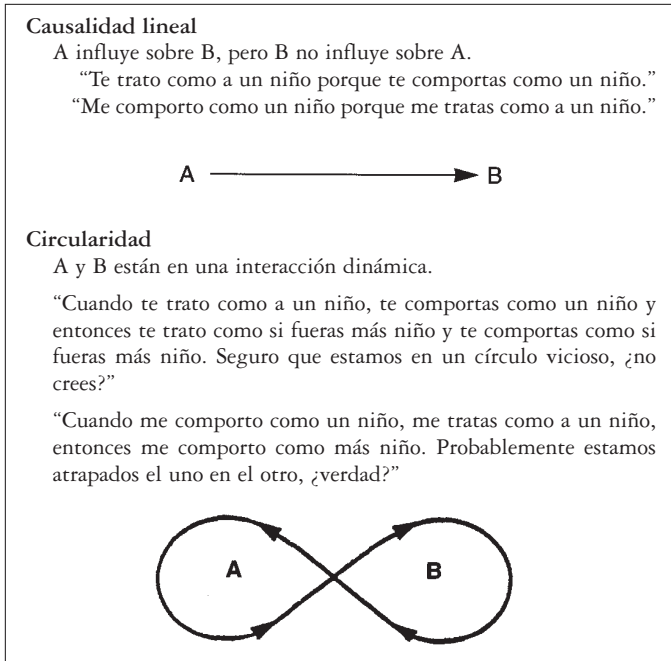 Causalidad lineal
A influye sobre B, pero B no influye sobre A.
“Te trato como a un niño porque te comportas como un niño.”
“Me comporto como un niño porque me tratas como a un niño.”
A B
Circularidad
A y B están en una interacción dinámica.
“Cuando te trato como a un niño, te comportas como un niño y
entonces te trato como si fueras más niño y te comportas como si
fueras más niño. Seguro que estamos en un círculo vicioso, ¿no
crees?”
“Cuando me comporto como un niño, me tratas como a un niño,
entonces me comporto como más niño. Probablemente estamos
atrapados el uno en el otro, ¿verdad?”
A B